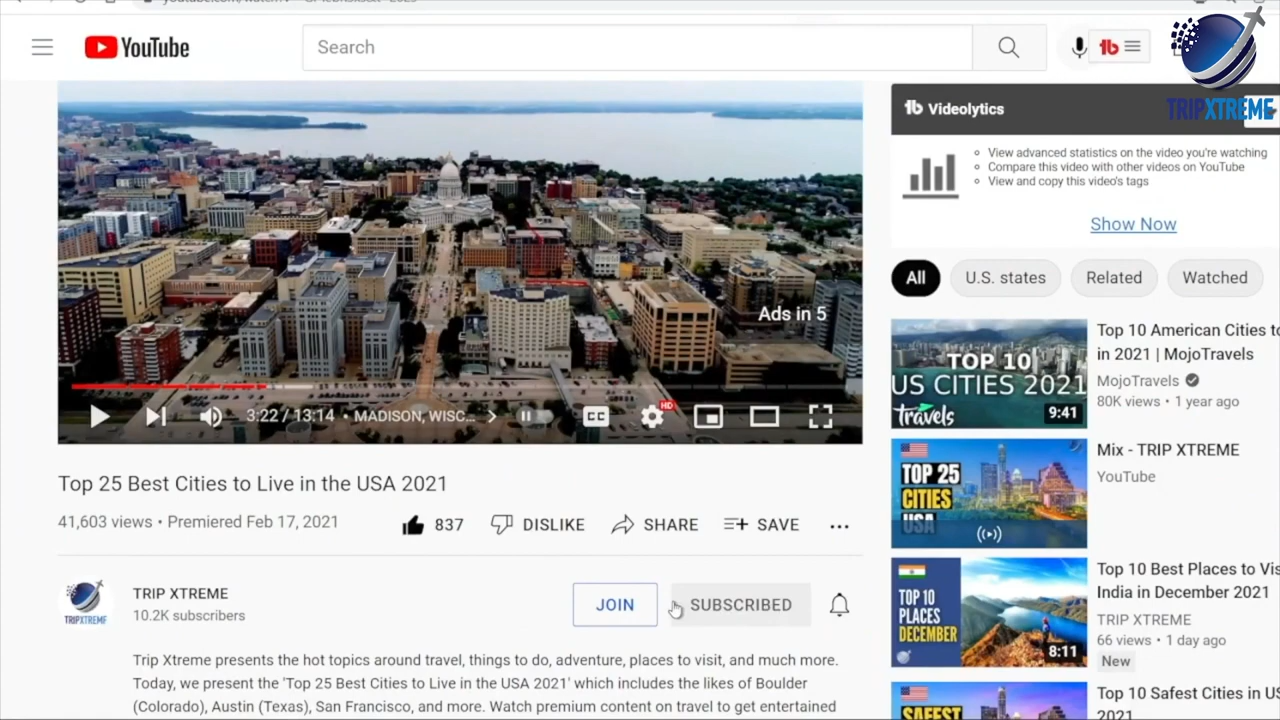 YouTube
Search
TRIPXTREME
Videolytics
View advanced statistics on the video you're watching
Compare this video with other videos on YouTube
View and copy this video's tags
Show Now
All
U.S. states
Related
Watched
Ads in 5
3:22 / 13:14 • MADISON, WISC...
CC
HD
Top 25 Best Cities to Live in the USA 2021
41,603 views • Premiered Feb 17, 2021
837
DISLIKE
SHARE
SAVE
TRIPXTREME
TRIP XTREME
10.2K subscribers
JOIN
SUBSCRIBED
Trip Xtreme presents the hot topics around travel, things to do, adventure, places to visit, and much more.
Today, we present the 'Top 25 Best Cities to Live in the USA 2021' which includes the likes of Boulder
(Colorado), Austin (Texas), San Francisco, and more. Watch premium content on travel to get entertained
TOP 10
US CITIES 2021
travels
9:41
Top 10 American Cities to
in 2021 | MojoTravels
MojoTravels
80K views • 1 year ago
TOP 25
CITIES
USA
Mix - TRIP XTREME
YouTube
TOP 10
PLACES
DECEMBER
8:11
Top 10 Best Places to Vis
India in December 2021
TRIP XTREME
66 views • 1 day ago
New
SAFEST
Top 10 Safest Cities in US
2021